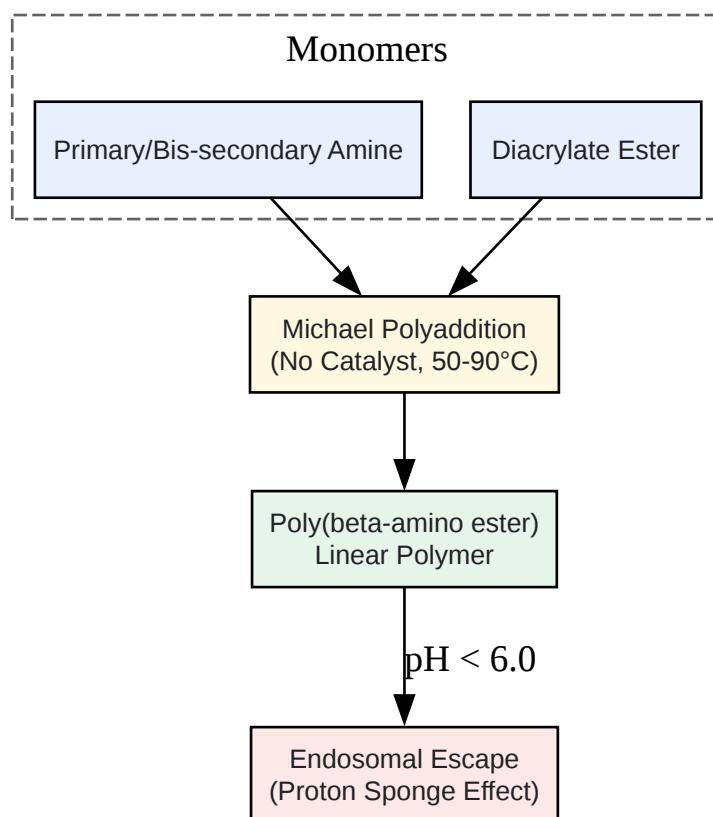 Monomers
Primary/Bis-secondary Amine
Diacrylate Ester
Michael Polyaddition
(No Catalyst, 50-90°C)
Poly(beta-amino ester)
Linear Polymer
pH < 6.0
Endosomal Escape
(Proton Sponge Effect)